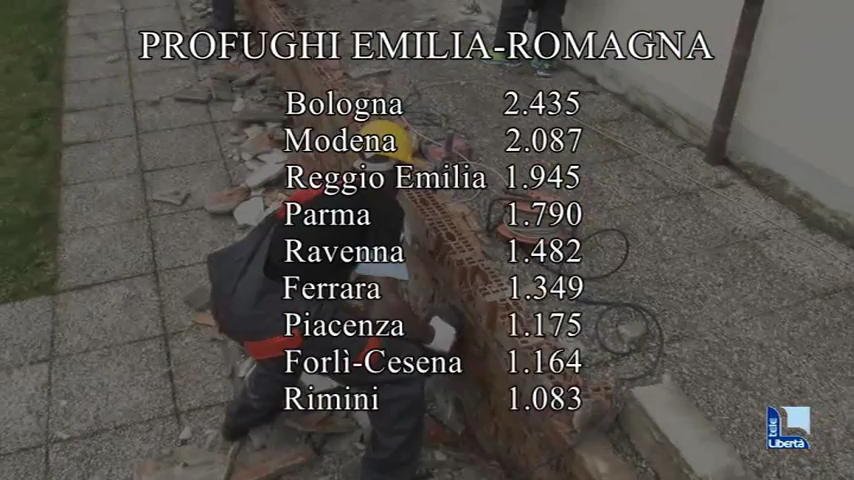 PROFUGHI EMILIA-ROMAGNA
Bologna 2.435
Modena 2.087
Reggio Emilia 1.945
Parma 1.790
Ravenna 1.482
Ferrara 1.349
Piacenza 1.175
Forlì-Cesena 1.164
Rimini 1.083
tele
Libertà